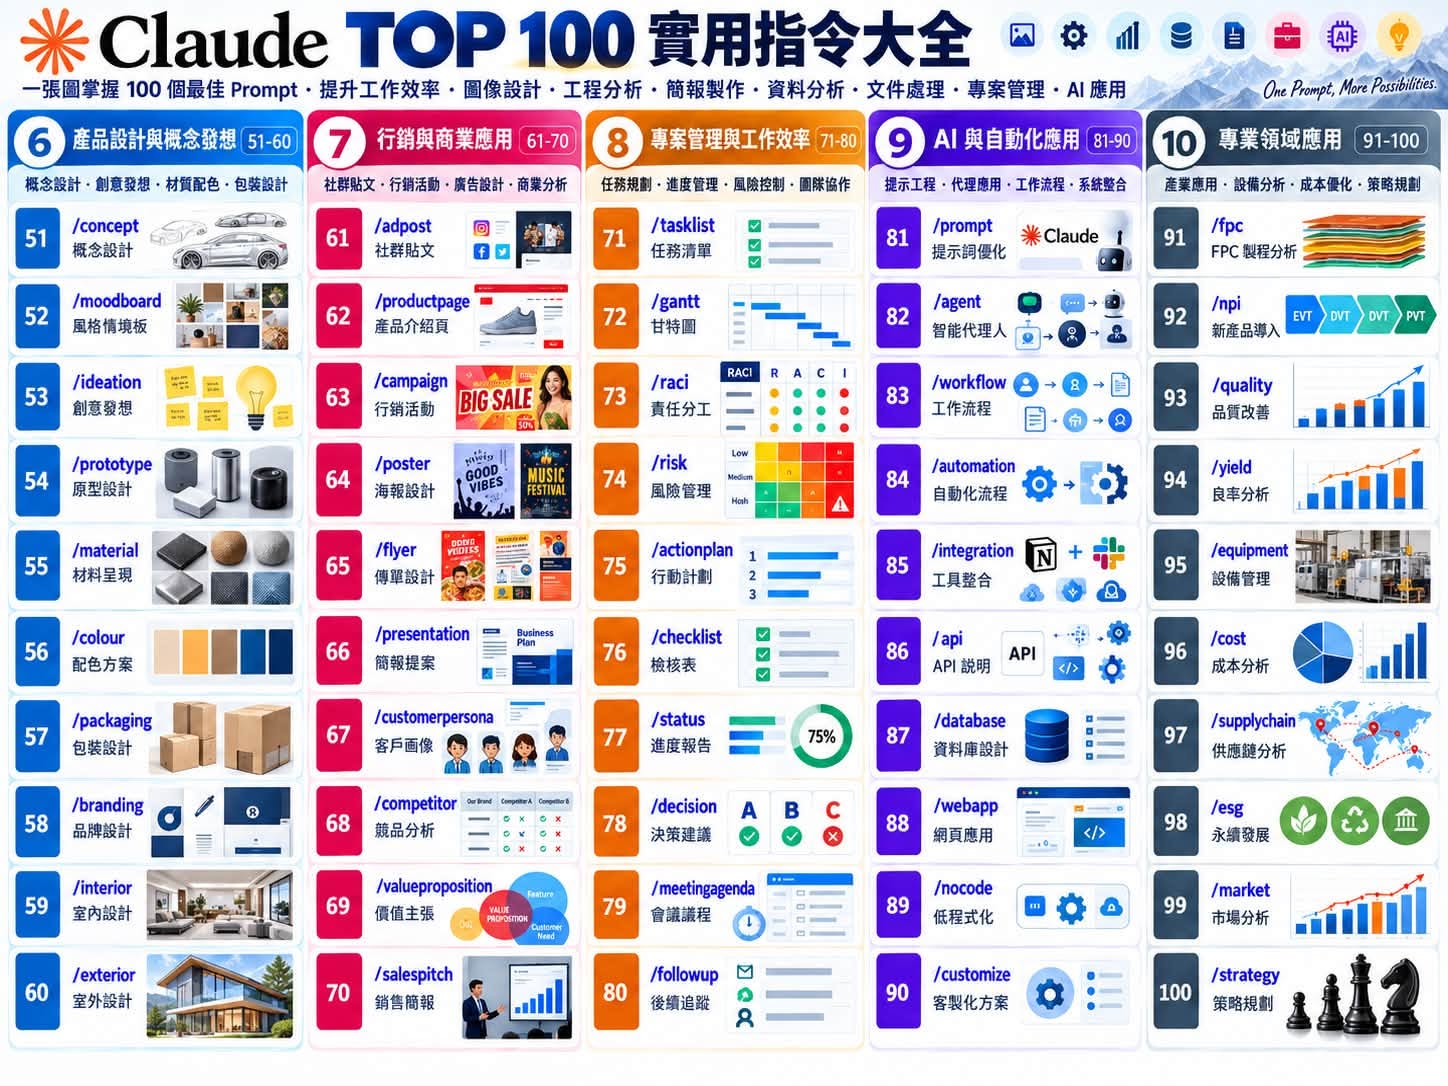 Claude TOP 100 實用指令大全
一張圖掌握 100 個最佳 Prompt · 提升工作效率 · 圖像設計 · 工程分析 · 簡報製作 · 資料分析 · 文件處理 · 專案管理 · AI 應用
AI
One Prompt, More Possibilities.
6 產品設計與概念發想 51-60
概念設計 · 創意發想 · 材質配色 · 包裝設計
51 /concept
概念設計
52 /moodboard
風格情境板
53 /ideation
創意發想
54 /prototype
原型設計
55 /material
材料呈現
56 /colour
配色方案
57 /packaging
包裝設計
58 /branding
品牌設計
59 /interior
室內設計
60 /exterior
室外設計
7 行銷與商業應用 61-70
社群貼文 · 行銷活動 · 廣告設計 · 商業分析
61 /adpost
社群貼文
62 /productpage
產品介紹頁
63 /campaign
行銷活動
BIG SALE
50%
64 /poster
海報設計
GOOD
VIBES
MUSIC
FESTIVAL
65 /flyer
傳單設計
66 /presentation
簡報提案
Business
Plan
67 /customerpersona
客戶画像
68 /competitor
競品分析
Our Brand Competitor A Competitor B
69 /valueproposition
價值主張
Feature
VALUE
PROPOSITION
Customer
Need
70 /salespitch
銷售簡報
8 專案管理與工作效率 71-80
任務規劃 · 進度管理 · 風險控制 · 團隊協作
71 /tasklist
任務清單
72 /gantt
甘特圖
73 /raci
責任分工
RACI R A C I
74 /risk
風險管理
Low
Medium
Hash
75 /actionplan
行動計劃
1
2
3
76 /checklist
檢核表
77 /status
進度報告
75%
78 /decision
決策建議
A B C
79 /meetingagenda
會議議程
80 /followup
後續追蹤
9 AI 與自動化應用 81-90
提示工程 · 代理應用 · 工作流程 · 系統整合
81 /prompt
提示詞優化
Claude
82 /agent
智能代理人
83 /workflow
工作流程
84 /automation
自動化流程
85 /integration
工具整合
N +
86 /api
API 説明
API
</>
87 /database
資料庫設計
88 /webapp
網頁應用
</>
89 /nocode
低程式化
90 /customize
客製化方案
10 專業領域應用 91-100
產業應用 · 設備分析 · 成本優化 · 策略規劃
91 /fpc
FPC 製程分析
92 /npi
新產品導入
EVT DVT DVT PVT
93 /quality
品質改善
94 /yield
良率分析
95 /equipment
設備管理
96 /cost
成本分析
97 /supplychain
供應鏈分析
98 /esg
永續發展
99 /market
市場分析
100 /strategy
策略規劃